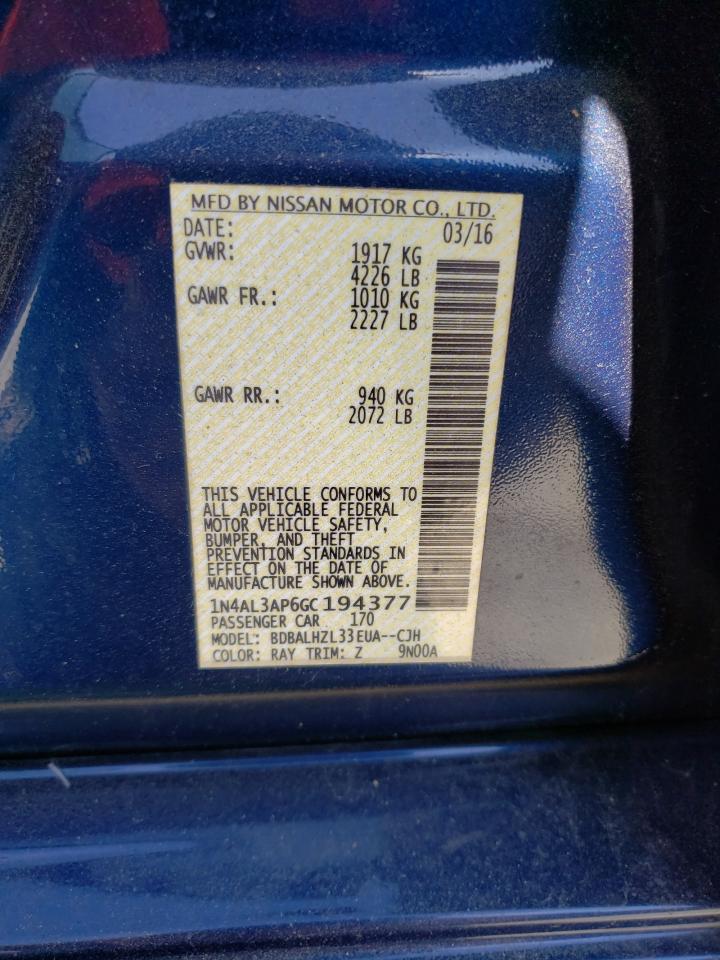 MFD BY NISSAN MOTOR CO., LTD.
DATE: 03/16
GVWR: 1917 KG
4226 LB
GAWR FR.: 1010 KG
2227 LB
GAWR RR.: 940 KG
2072 LB
THIS VEHICLE CONFORMS TO
ALL APPLICABLE FEDERAL
MOTOR VEHICLE SAFETY,
BUMPER, AND THEFT
PREVENTION STANDARDS IN
EFFECT ON THE DATE OF
MANUFACTURE SHOWN ABOVE.
1N4AL3AP6GC194377
PASSENGER CAR 170
MODEL: BDBALHZL33EUA--CJH
COLOR: RAY TRIM: Z 9N00A